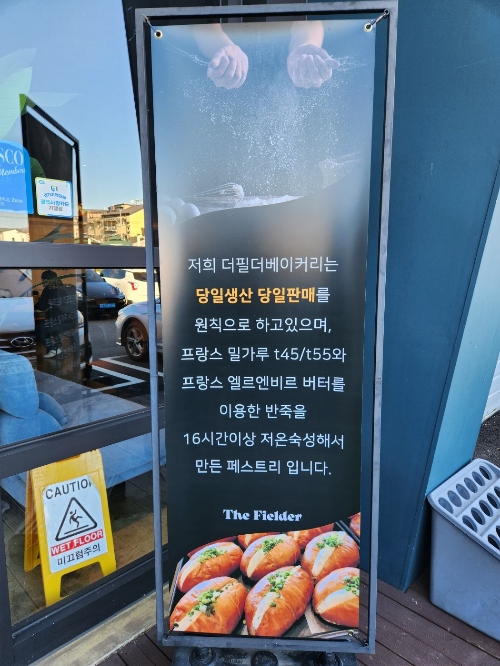 저희 더필더베이커리는
당일생산 당일판매를
원칙으로 하고있으며,
프랑스 밀가루 t45/t55와
프랑스 엘르엔비르 버터를
이용한 반죽을
16시간이상 저온숙성해서
만든 페스트리 입니다.
The Fielder
CAUTION
WET FLOOR
미끄럼주의